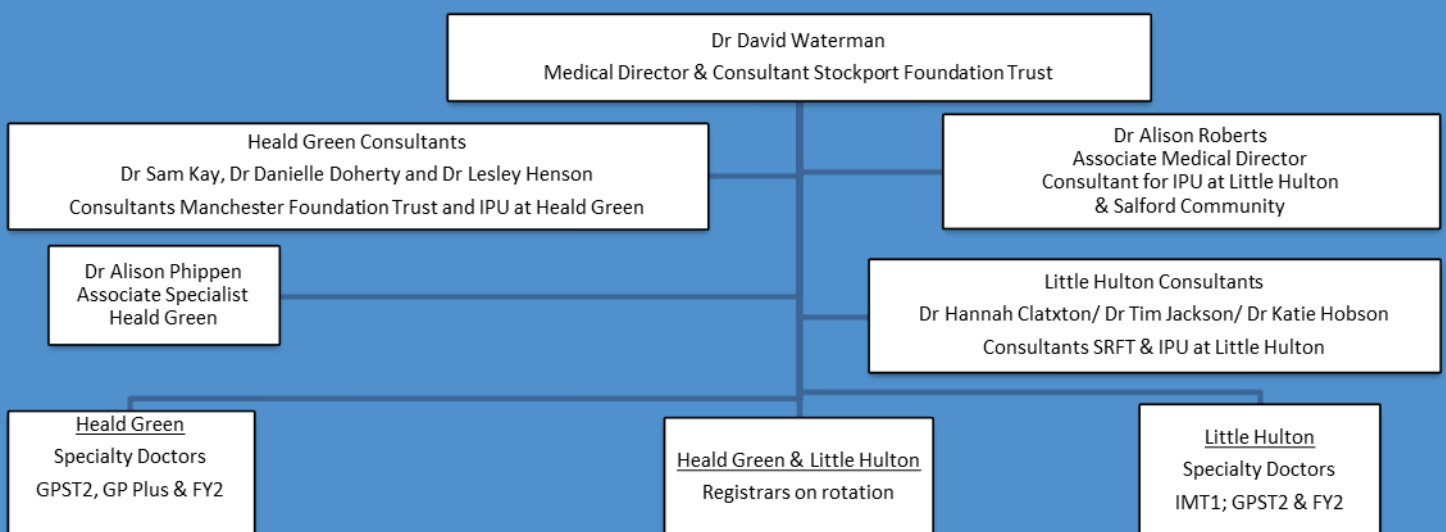 Dr David Waterman
Medical Director & Consultant Stockport Foundation Trust
Heald Green Consultants
Dr Sam Kay, Dr Danielle Doherty and Dr Lesley Henson
Consultants Manchester Foundation Trust and IPU at Heald Green
Dr Alison Roberts
Associate Medical Director
Consultant for IPU at Little Hulton
& Salford Community
Dr Alison Phippen
Associate Specialist
Heald Green
Little Hulton Consultants
Dr Hannah Clatxton/ Dr Tim Jackson/ Dr Katie Hobson
Consultants SRFT & IPU at Little Hulton
Heald Green
Specialty Doctors
GPST2, GP Plus & FY2
Heald Green & Little Hulton
Registrars on rotation
Little Hulton
Specialty Doctors
IMT1; GPST2 & FY2